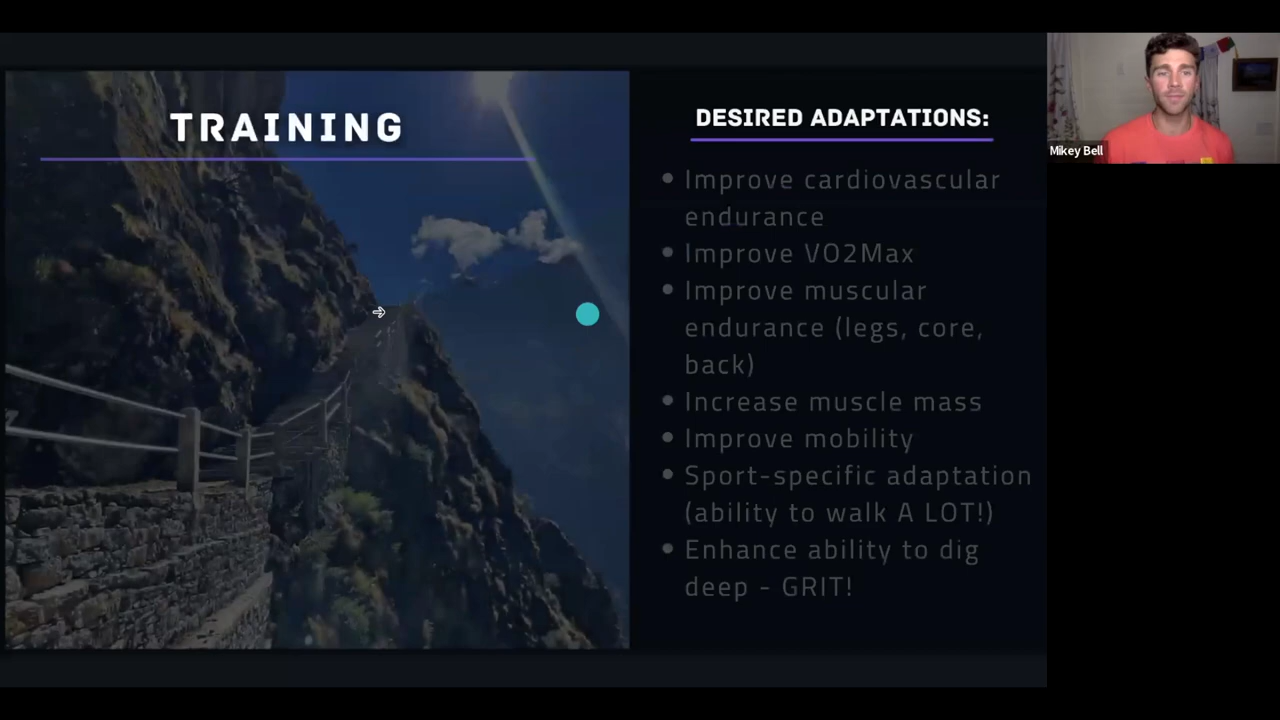 TRAINING
DESIRED ADAPTATIONS:
• Improve cardiovascular
endurance
• Improve VO2Max
• Improve muscular
endurance (legs, core,
back)
• Increase muscle mass
• Improve mobility
• Sport-specific adaptation
(ability to walk A LOT!)
• Enhance ability to dig
deep - GRIT!
Mikey Bell